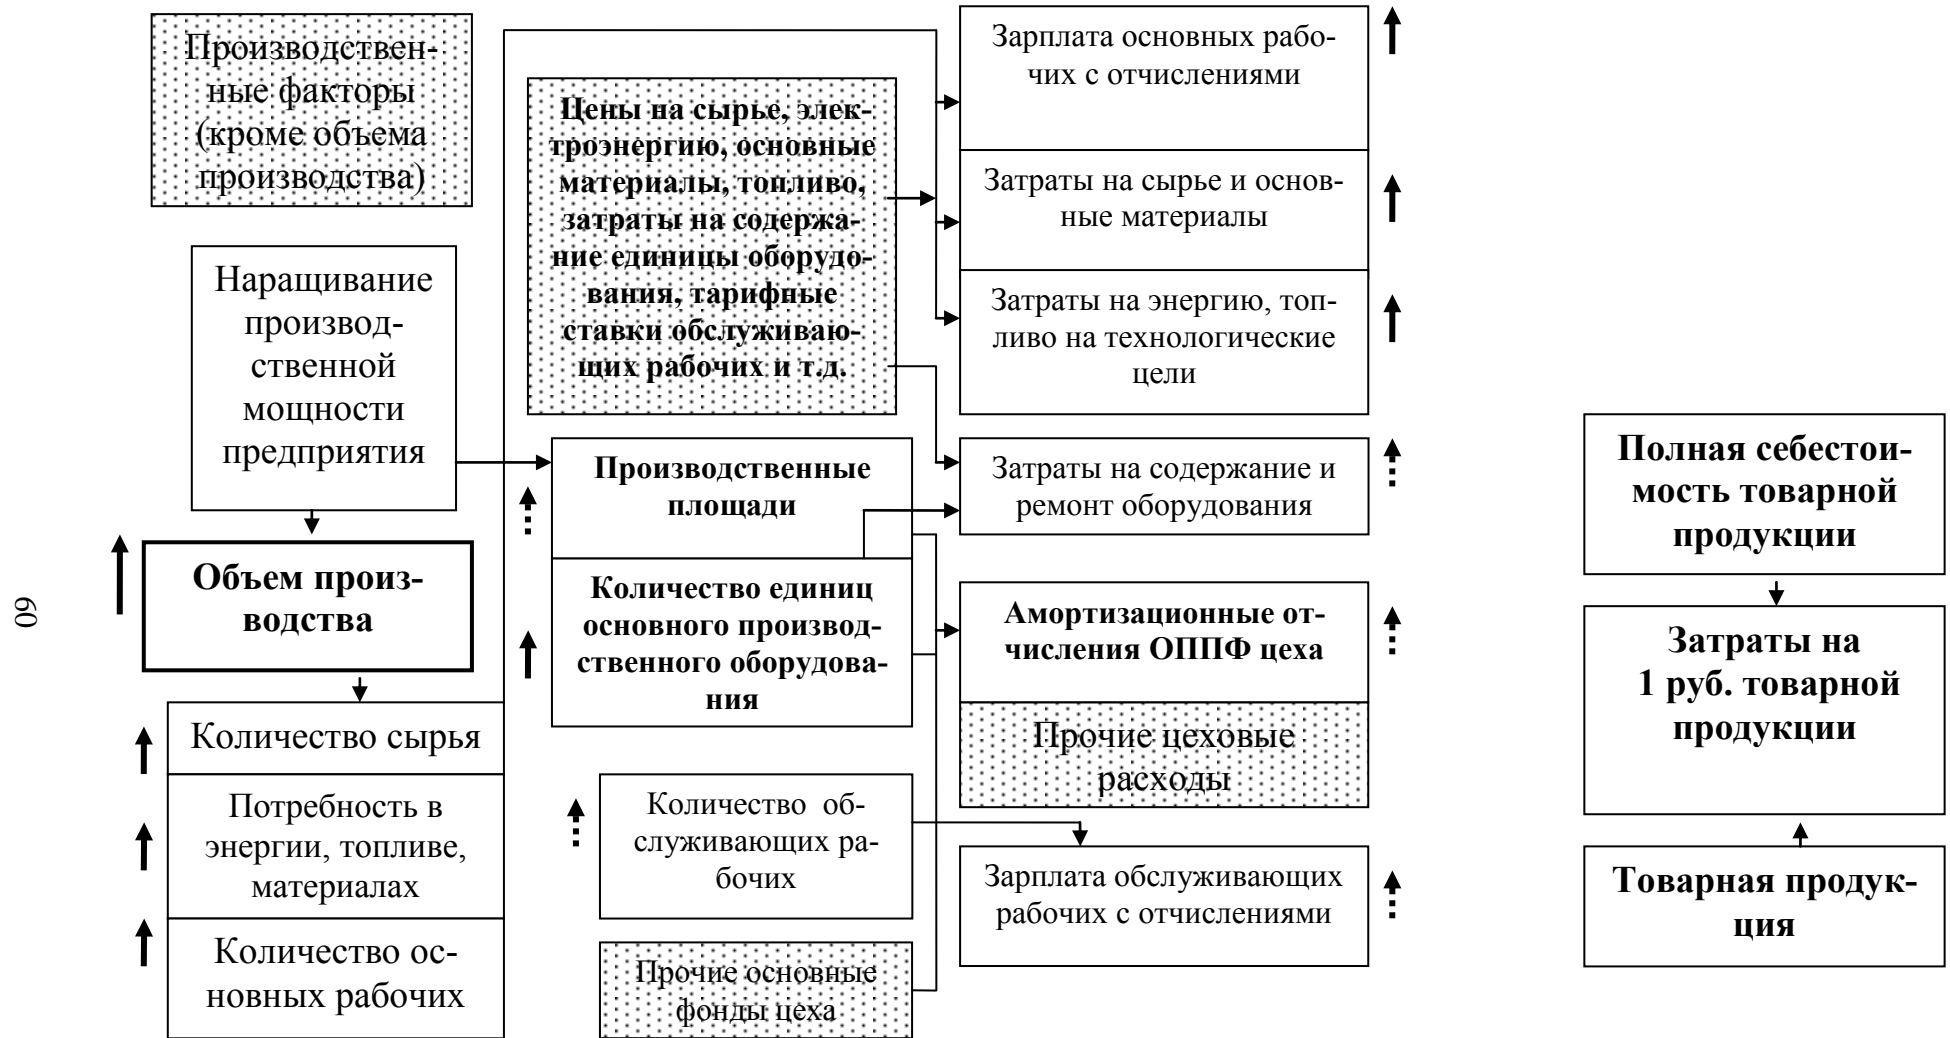 Производствен-
ные факторы
(кроме объема
производства)
Наращивание
производ-
ственной
мощности
предприятия
Объем произ-
водства
Количество сырья
Потребность в
энергии, топливе,
материалах
Количество ос-
новных рабочих
Цены на сырье, элек-
троэнергию, основные
материалы, топливо,
затраты на содержа-
ние единицы оборудо-
вания, тарифные
ставки обслуживаю-
щих рабочих и т.д.
Производственные
площади
Количество единиц
основного производ-
ственного оборудова-
ния
Количество об-
служивающих ра-
бочих
Прочие основные
фонды цеха
Зарплата основных рабо-
чих с отчислениями
Затраты на сырье и основ-
ные материалы
Затраты на энергию, топ-
ливо на технологические
цели
Затраты на содержание и
ремонт оборудования
Амортизационные от-
числения ОППФ цеха
Прочие цеховые
расходы
Зарплата обслуживающих
рабочих с отчислениями
Полная себестои-
мость товарной
продукции
Затраты на
1 руб. товарной
продукции
Товарная продук-
ция
60